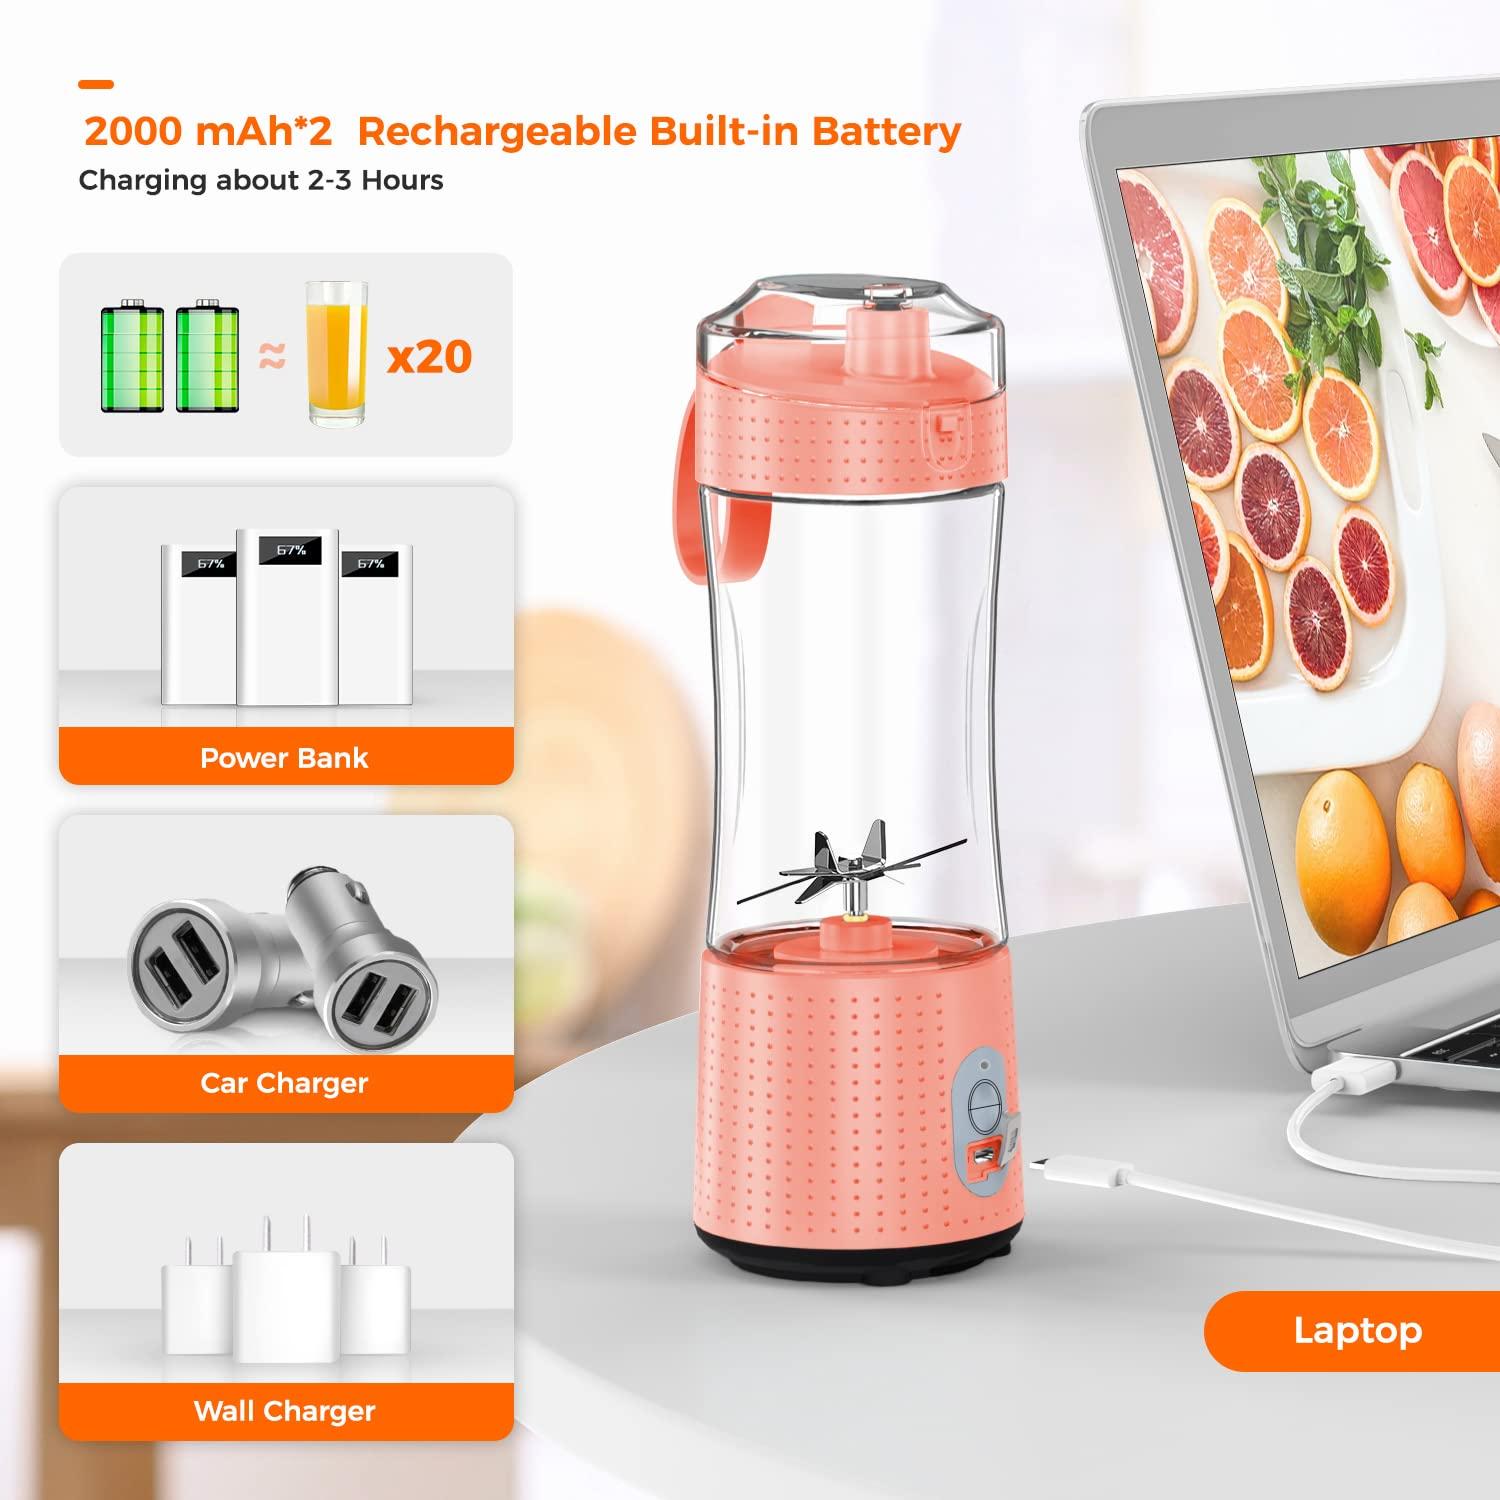 2000 mAh*2 Rechargeable Built-in Battery
Charging about 2-3 Hours
≈ x20
67% 67% 67%
Power Bank
Car Charger
Wall Charger
Laptop